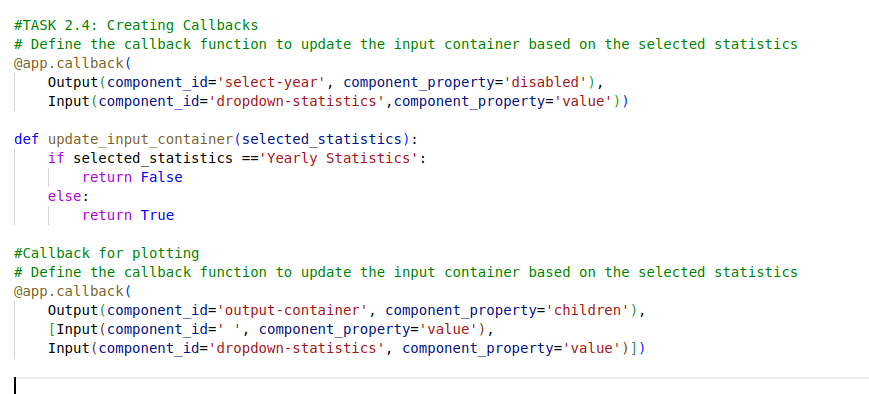 #TASK 2.4: Creating Callbacks
# Define the callback function to update the input container based on the selected statistics
@app.callback(
    Output(component_id='select-year', component_property='disabled'),
    Input(component_id='dropdown-statistics',component_property='value'))

def update_input_container(selected_statistics):
    if selected_statistics =='Yearly Statistics':
        return False
    else:
        return True

#Callback for plotting
# Define the callback function to update the input container based on the selected statistics
@app.callback(
    Output(component_id='output-container', component_property='children'),
    [Input(component_id=' ', component_property='value'),
    Input(component_id='dropdown-statistics', component_property='value')])